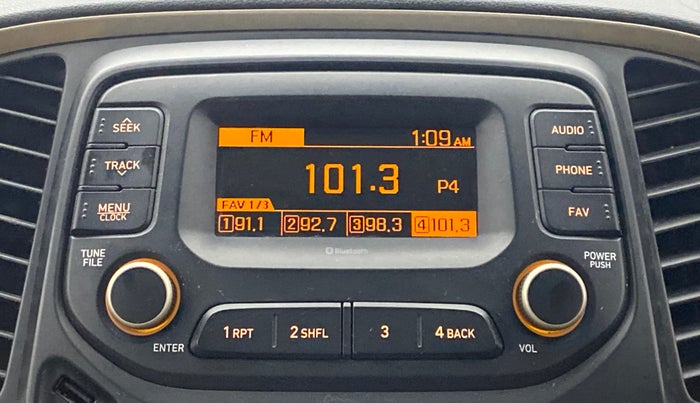 FM 1:09 AM
101.3 P4
FAV 1/3
1 91.1 2 92.7 3 98.3 4 101.3
Bluetooth
SEEK
TRACK
MENU
CLOCK
AUDIO
PHONE
FAV
TUNE
FILE
ENTER
1 RPT 2 SHFL 3 4 BACK
POWER
PUSH
VOL